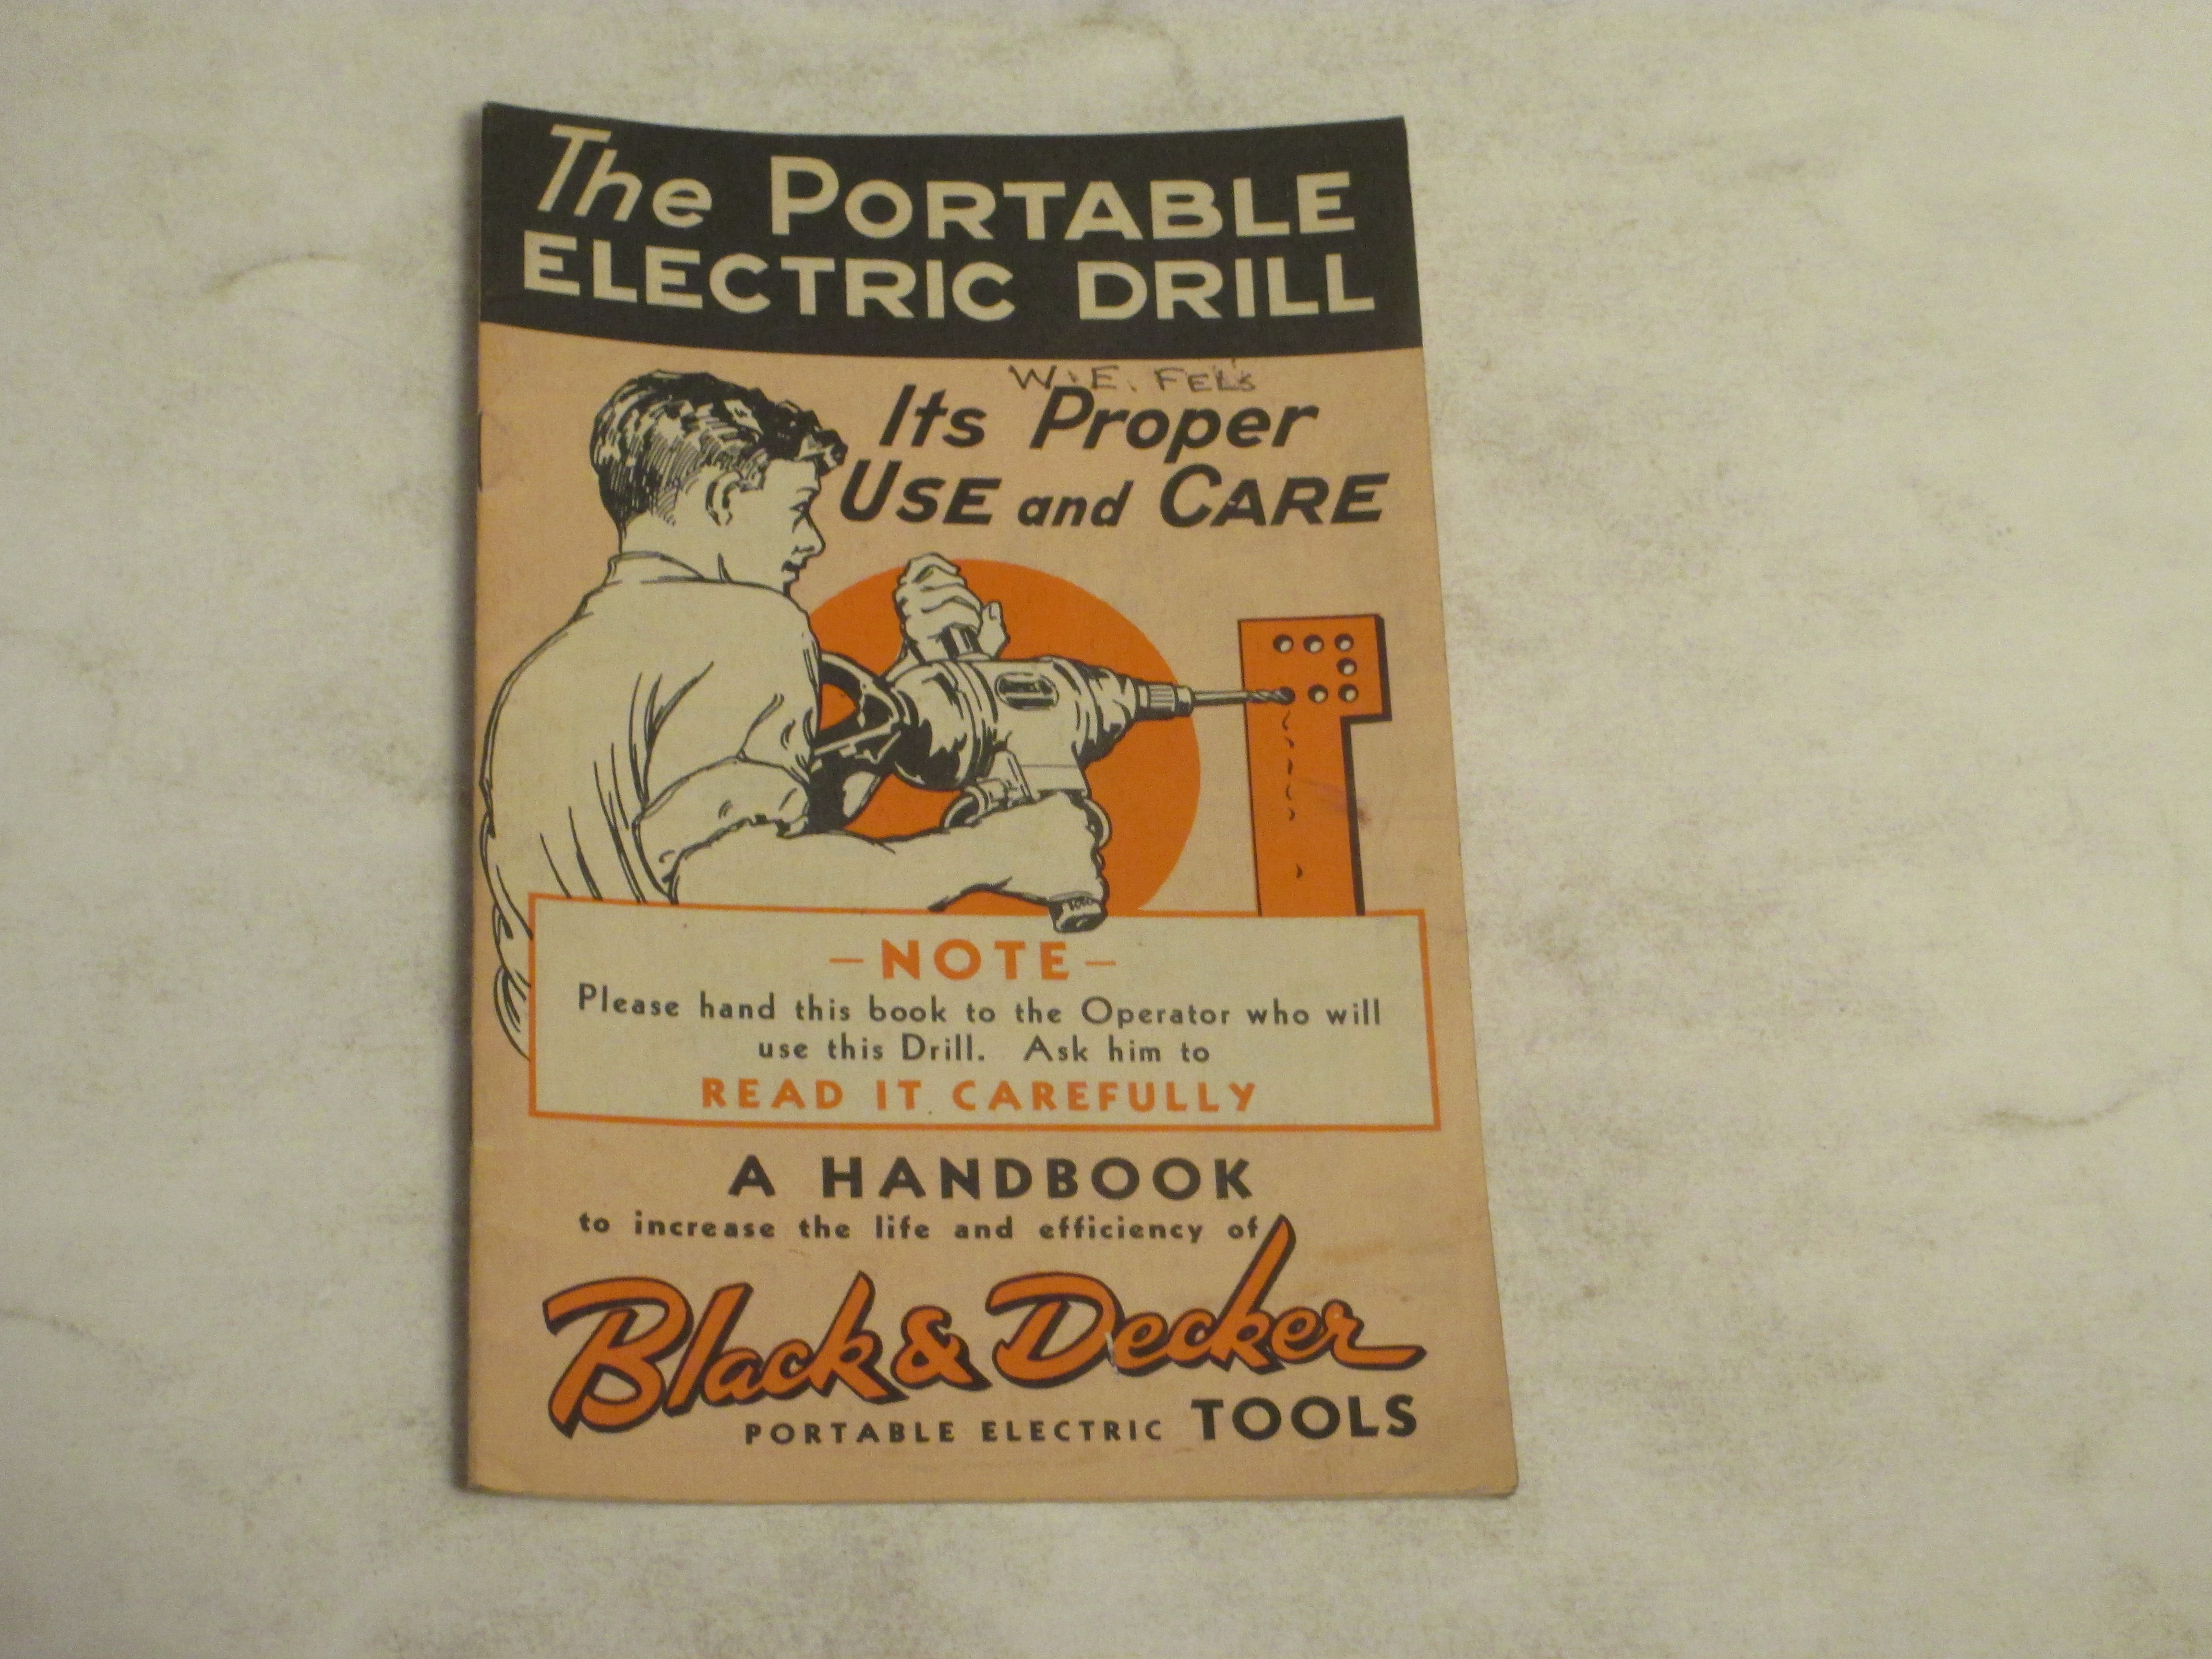 The PORTABLE
ELECTRIC DRILL
W. E. FELS
Its Proper
USE and CARE
–NOTE–
Please hand this book to the Operator who will
use this Drill. Ask him to
READ IT CAREFULLY
A HANDBOOK
to increase the life and efficiency of
Black & Decker
PORTABLE ELECTRIC TOOLS